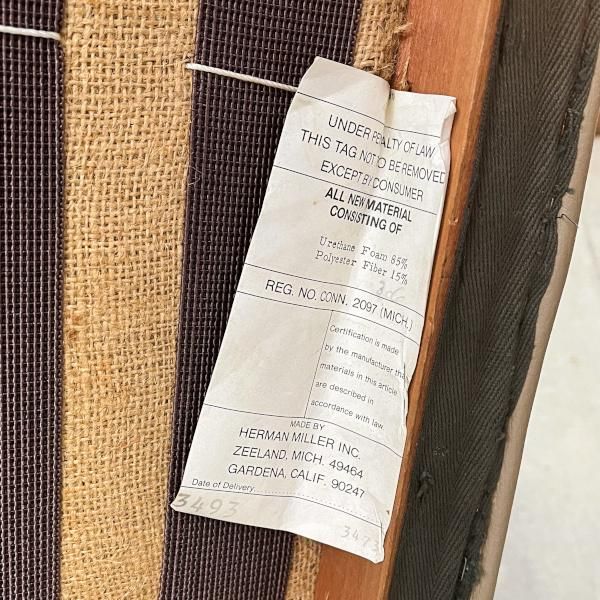 UNDER PENALTY OF LAW
THIS TAG NOT TO BE REMOVED
EXCEPT BY CONSUMER
ALL NEW MATERIAL
CONSISTING OF
Urethane Foam 85%
Polyester Fiber 15%
REG. NO. CONN. 2097 (MICH.)
Certification is made
by the manufacturer tha
materials in this article
are described in
accordance with law.
MADE BY
HERMAN MILLER INC.
ZEELAND, MICH. 49464
GARDENA, CALIF. 90247
Date of Delivery
3493
3473